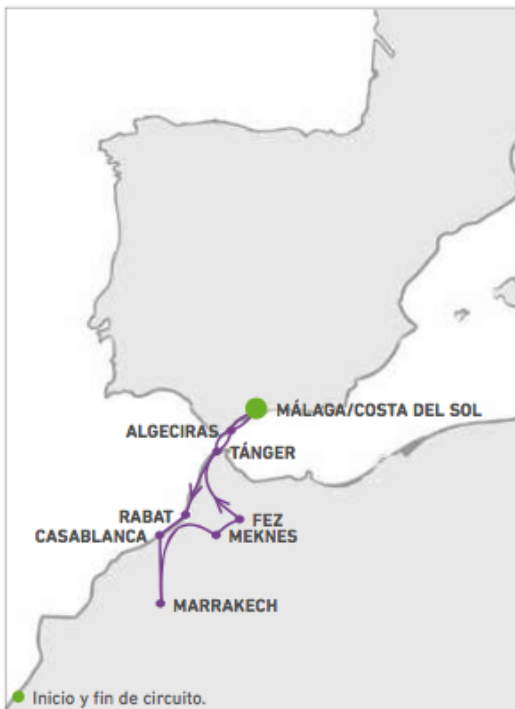 MÁLAGA/COSTA DEL SOL
ALGECIRAS
TÁNGER
RABAT
FEZ
CASABLANCA
MEKNES
MARRAKECH
Inicio y fin de circuito.